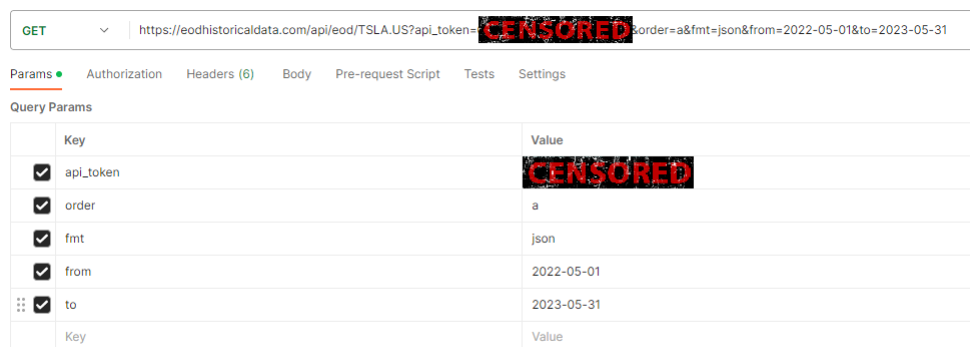 GET https://eodhistoricaldata.com/api/eod/TSLA.US?api_token= CENSORED &order=a&fmt=json&from=2022-05-01&to=2023-05-31
Params Authorization Headers (6) Body Pre-request Script Tests Settings
Query Params
Key Value
api_token CENSORED
order a
fmt json
from 2022-05-01
to 2023-05-31
Key Value